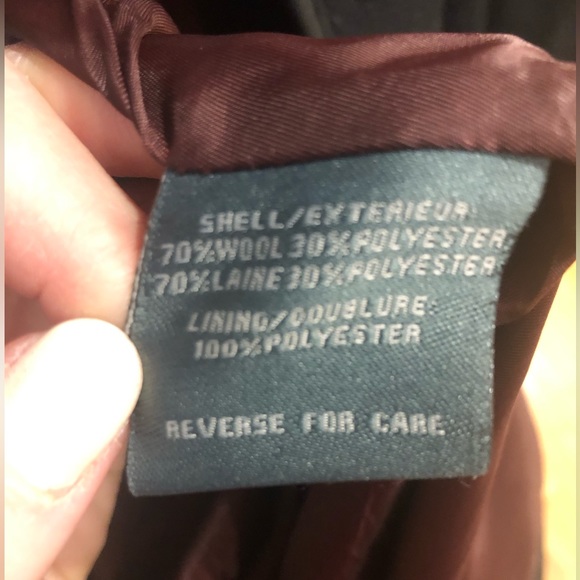 SHELL/EXTERIEUR:
70%WOOL 30%POLYESTER
70%LAINE 30%POLYESTER
LINING/DOUBLURE:
100%POLYESTER
REVERSE FOR CARE